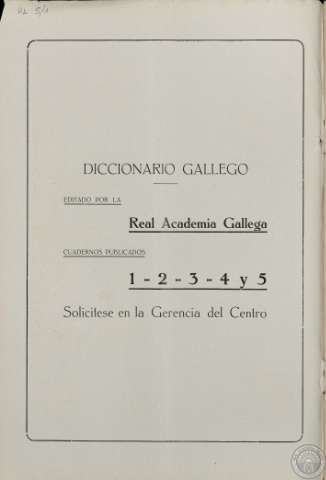 DICCIONARIO GALLEGO
EDITADO POR LA
Real Academia Gallega
CUADERNOS PUBLICADOS
1 - 2 - 3 - 4 y 5
Solicítese en la Gerencia del Centro